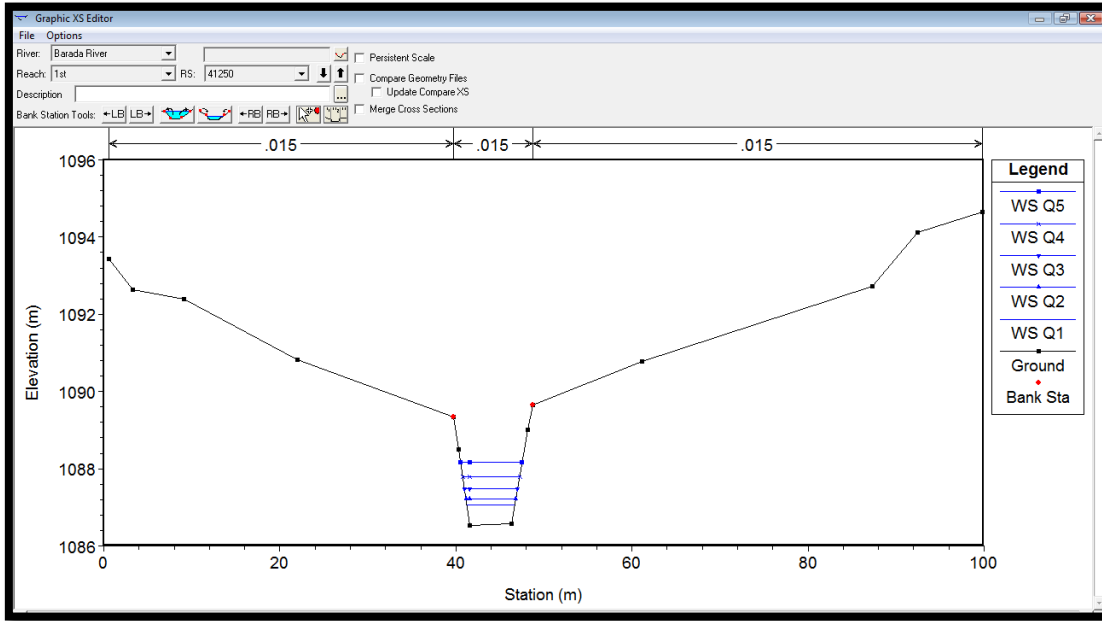 Graphic XS Editor
File Options
River: Barada River
Persistent Scale
Reach: 1st RS: 41250
Compare Geometry Files
Update Compare XS
Description ...
Merge Cross Sections
Bank Station Tools: LB LB RB RB
.015 .015 .015
1096
1094
1092
1090
1088
1086
Elevation (m)
0 20 40 60 80 100
Station (m)
Legend
WS Q5
WS Q4
WS Q3
WS Q2
WS Q1
Ground
Bank Sta